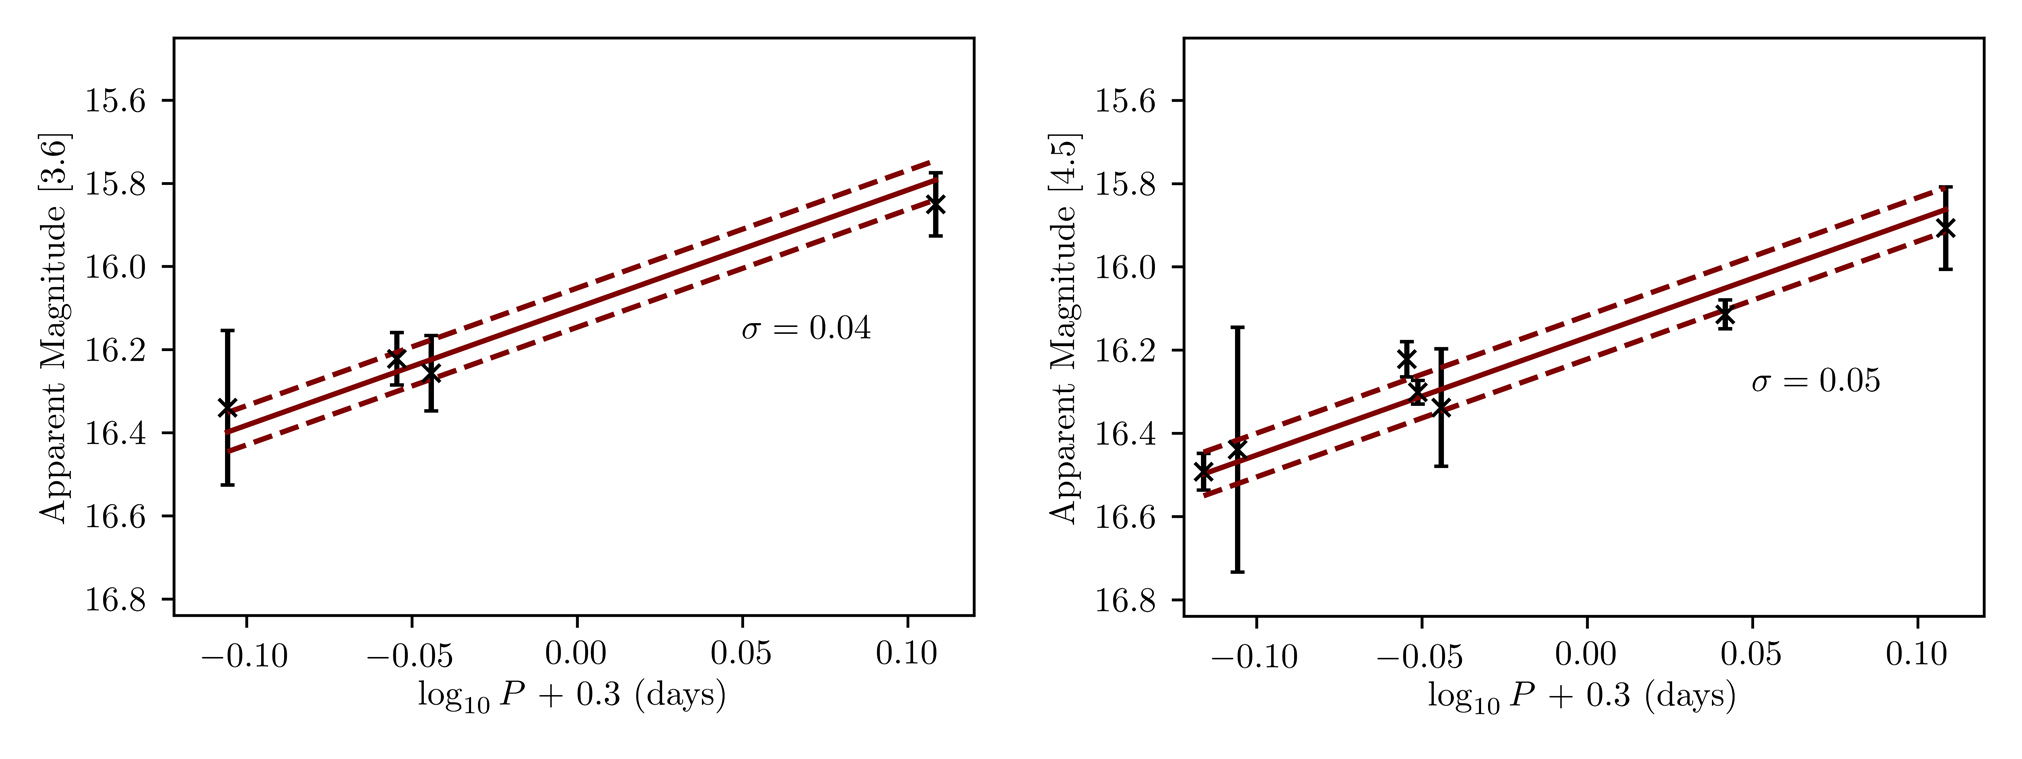 Apparent Magnitude [3.6]
15.6
15.8
16.0
16.2
16.4
16.6
16.8
σ = 0.04
−0.10 −0.05 0.00 0.05 0.10
log₁₀ P + 0.3 (days)
Apparent Magnitude [4.5]
15.6
15.8
16.0
16.2
16.4
16.6
16.8
σ = 0.05
−0.10 −0.05 0.00 0.05 0.10
log₁₀ P + 0.3 (days)